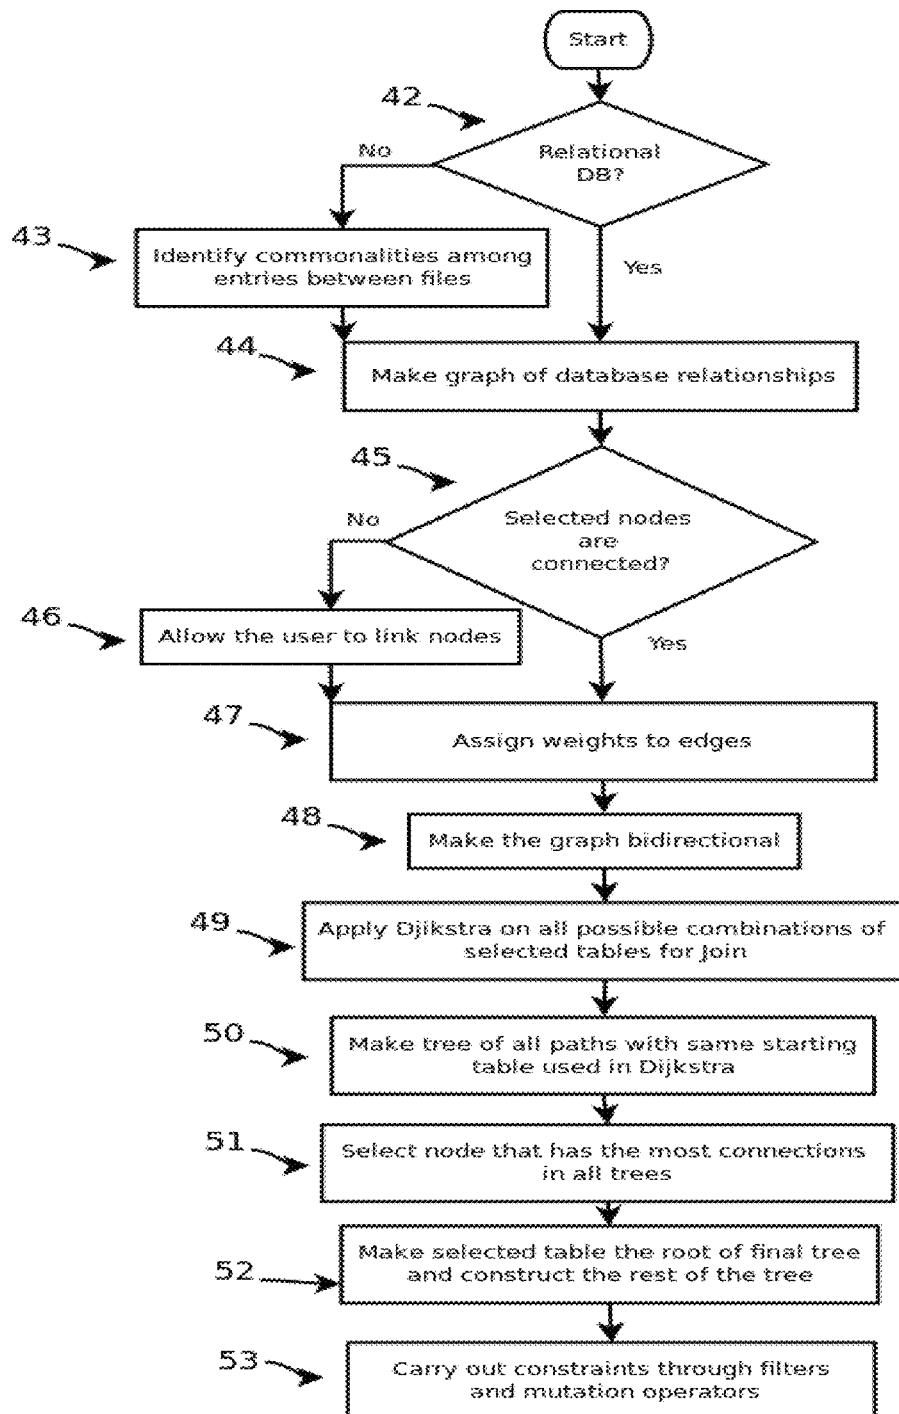 Start
42
Relational
DB?
No
43
Identify commonalities among
entries between files
Yes
44
Make graph of database relationships
45
Selected nodes
are
connected?
No
46
Allow the user to link nodes
Yes
47
Assign weights to edges
48
Make the graph bidirectional
49
Apply Djikstra on all possible combinations of
selected tables for Join
50
Make tree of all paths with same starting
table used in Dijkstra
51
Select node that has the most connections
in all trees
52
Make selected table the root of final tree
and construct the rest of the tree
53
Carry out constraints through filters
and mutation operators